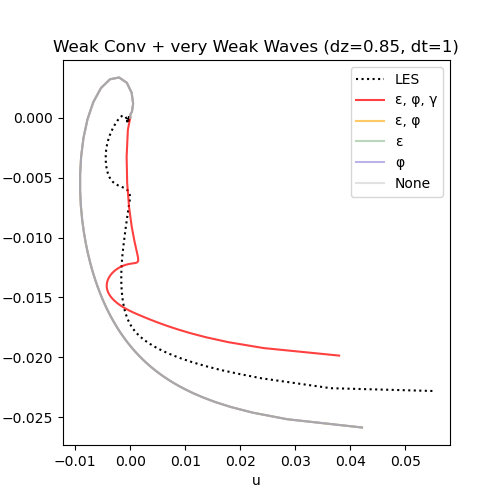 Weak Conv + very Weak Waves (dz=0.85, dt=1)
LES
ε, φ, γ
ε, φ
ε
φ
None
0.000
−0.005
−0.010
−0.015
−0.020
−0.025
−0.01 0.00 0.01 0.02 0.03 0.04 0.05
u